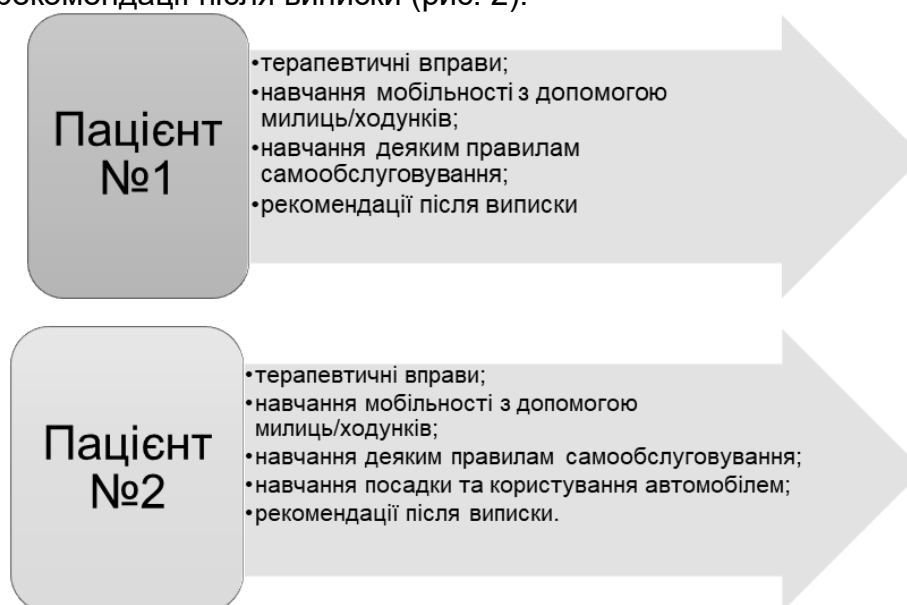 рекомендації після виписки (рис. 2).
Пацієнт
№1
•терапевтичні вправи;
•навчання мобільності з допомогою
милиць/ходунків;
•навчання деяким правилам
самообслуговування;
•рекомендації після виписки
Пацієнт
№2
•терапевтичні вправи;
•навчання мобільності з допомогою
милиць/ходунків;
•навчання деяким правилам самообслуговування;
•навчання посадки та користування автомобілем;
•рекомендації після виписки.